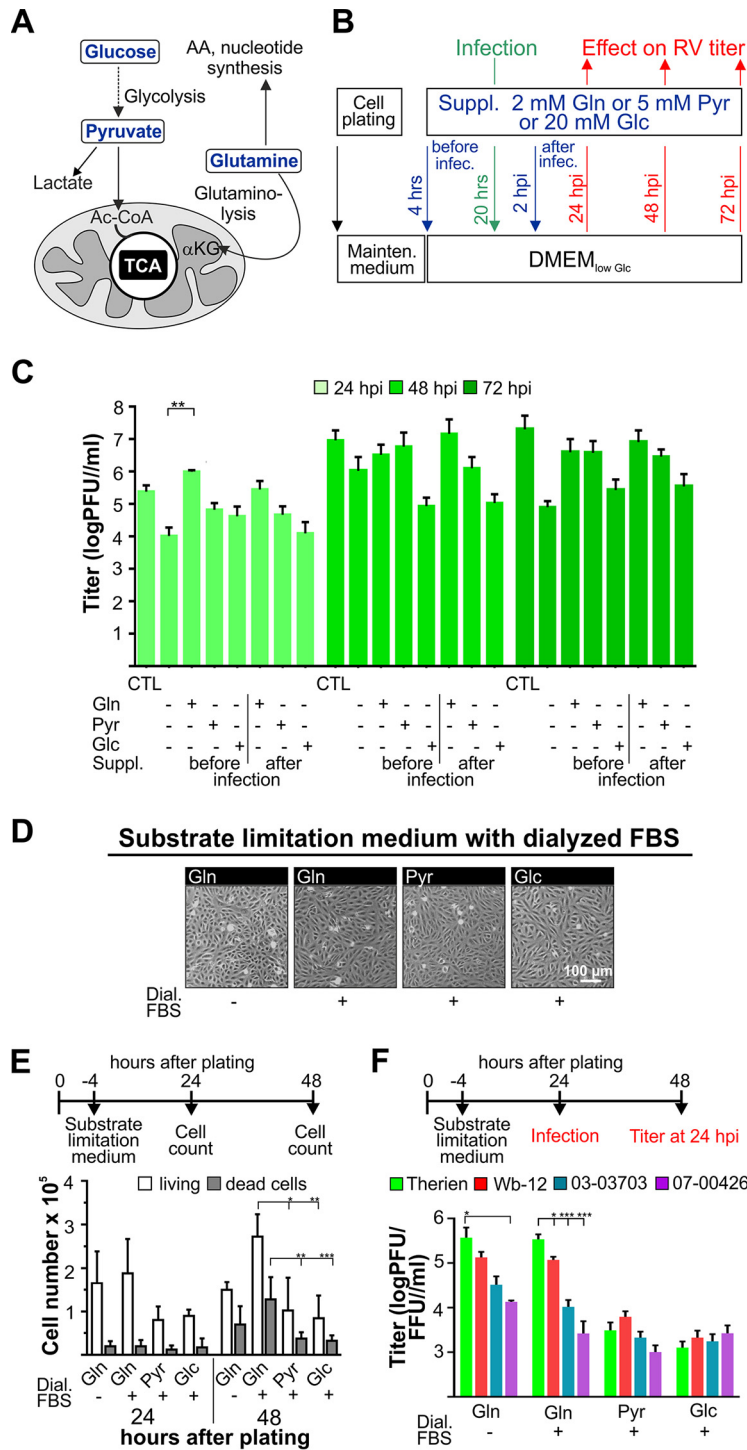 A
Glucose
Glycolysis
Pyruvate
Lactate
Ac-CoA
TCA
αKG
AA, nucleotide
synthesis
Glutamine
Glutamino-
lysis
B
Infection
Effect on RV titer
Cell
plating
Suppl. 2 mM Gln or 5 mM Pyr
or 20 mM Glc
before
infec.
after
infec.
4 hrs
20 hrs
2 hpi
24 hpi
48 hpi
72 hpi
Mainten.
medium
DMEM low Glc
C
24 hpi 48 hpi 72 hpi
Titer (logPFU//ml)
8
7
6
5
4
3
2
1
**
CTL CTL CTL
Gln - + - - + - - - + - - + - - - + - - + - -
Pyr - - + - - + - - - + - - + - - - + - - + -
Glc - - - + - - + - - - + - - + - - - + - - +
Suppl. before after before after before after
infection infection infection
D
Substrate limitation medium with dialyzed FBS
Gln Gln Pyr Glc
100 µm
Dial.
FBS - + + +
E
hours after plating
0 -4 24 48
Substrate
limitation
medium
Cell
count
Cell
count
living dead cells
Cell number x 10⁵
4
3
2
1
0
* **
** ***
Gln Gln Pyr Glc Gln Gln Pyr Glc
Dial.
FBS - + + + - + + +
24 48
hours after plating
F
hours after plating
0 -4 24 48
Substrate
limitation
medium
Infection
Titer at 24 hpi
Therien Wb-12 03-03703 07-00426
Titer (logPFU/
FFU//ml)
6
5
4
3
*
* *** ***
Gln Gln Pyr Glc
Dial.
FBS - + + +